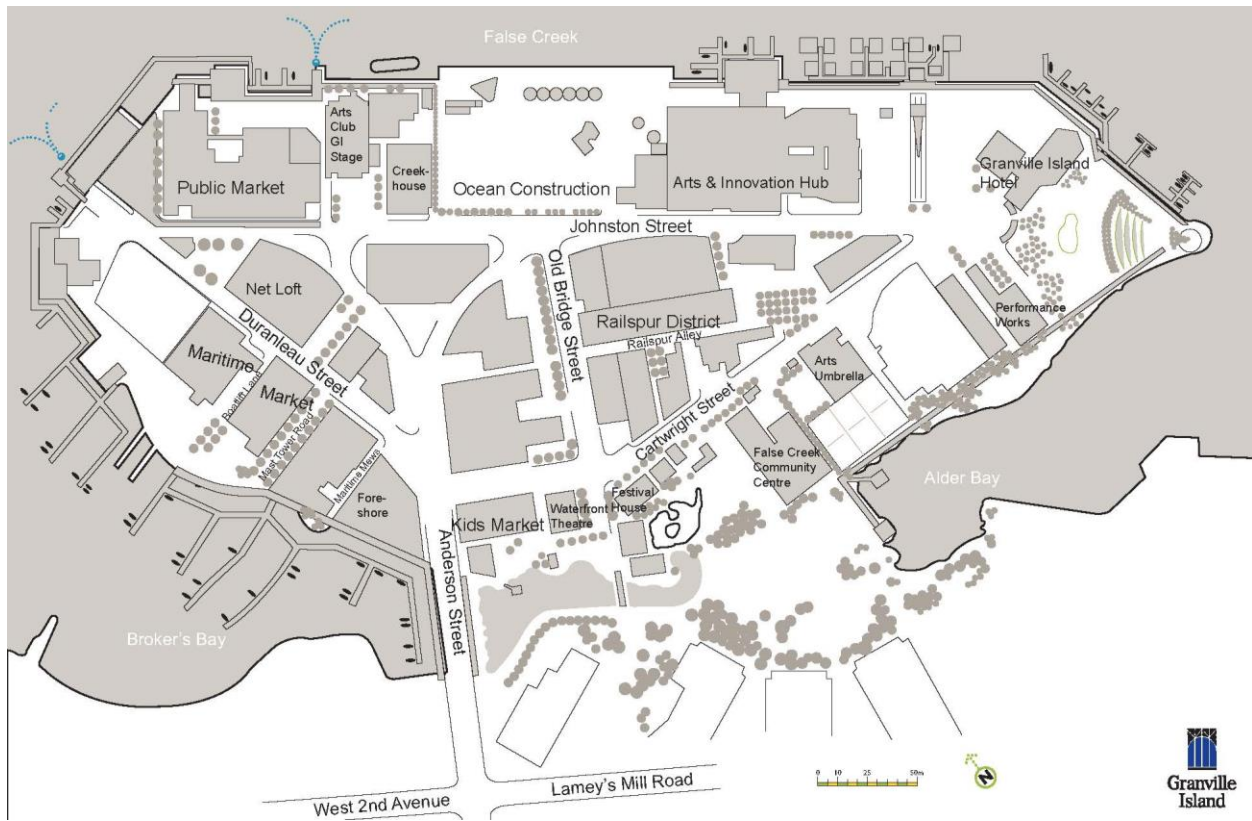 False Creek
Arts
Club
GI
Stage
Creek-
house
Public Market
Ocean Construction
Arts & Innovation Hub
Granville Island
Hotel
Johnston Street
Net Loft
Old Bridge Street
Duranleau Street
Railspur District
Railspur Alley
Performance
Works
Maritime
Market
Boatlift Lane
Mast Tower Road
Maritime Mews
Fore-
shore
Arts
Umbrella
Cartwright Street
False Creek
Community
Centre
Alder Bay
Kids Market
Waterfront
Theatre
Festival
House
Anderson Street
Broker's Bay
West 2nd Avenue
Lamey's Mill Road
0 10 25 50m
N
Granville
Island